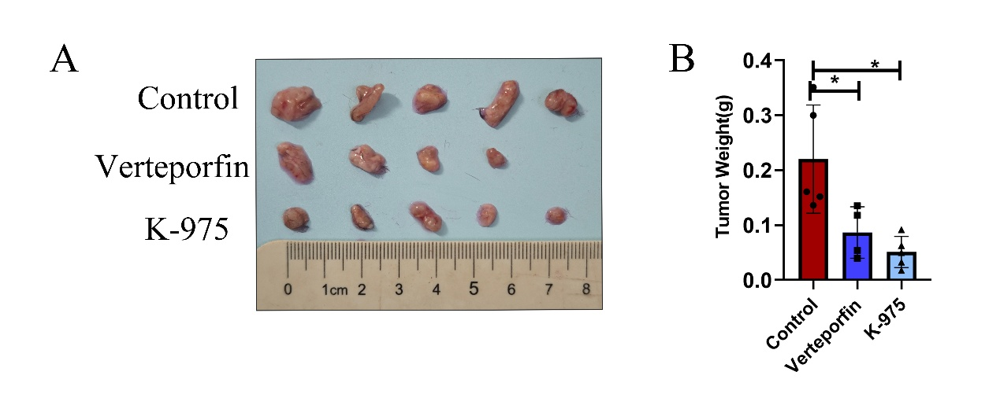 A
Control
Verteporfin
K-975
0 1cm 2 3 4 5 6 7 8
B
Tumor Weight(g)
0.4
0.3
0.2
0.1
0.0
*
*
Control
Verteporfin
K-975